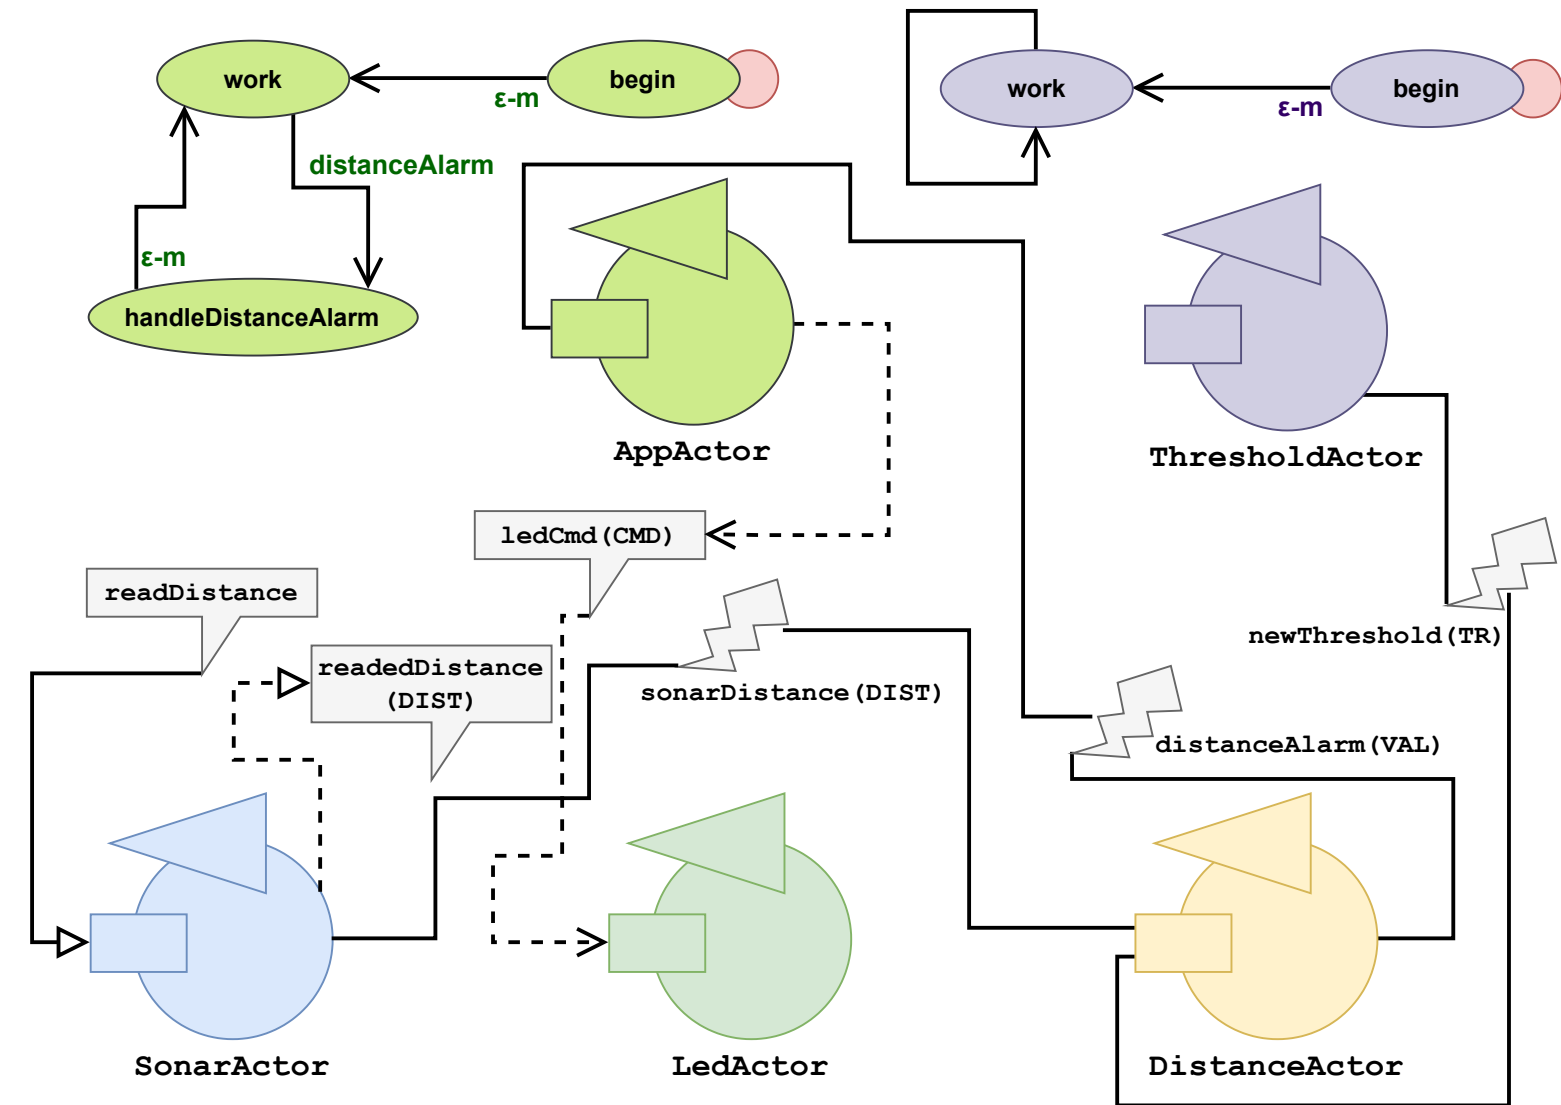 work
begin
ε-m
distanceAlarm
ε-m
handleDistanceAlarm
work
begin
ε-m
AppActor
ThresholdActor
ledCmd(CMD)
readDistance
readedDistance
(DIST)
sonarDistance(DIST)
newThreshold(TR)
distanceAlarm(VAL)
SonarActor
LedActor
DistanceActor